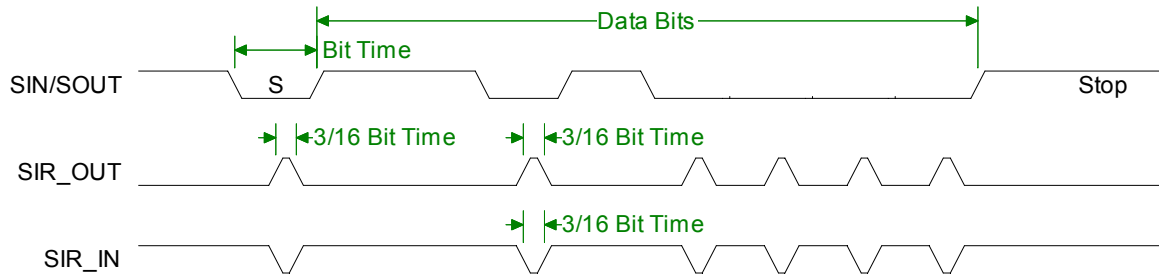 Data Bits
Bit Time
SIN/SOUT S Stop
3/16 Bit Time 3/16 Bit Time
SIR_OUT
3/16 Bit Time
SIR_IN